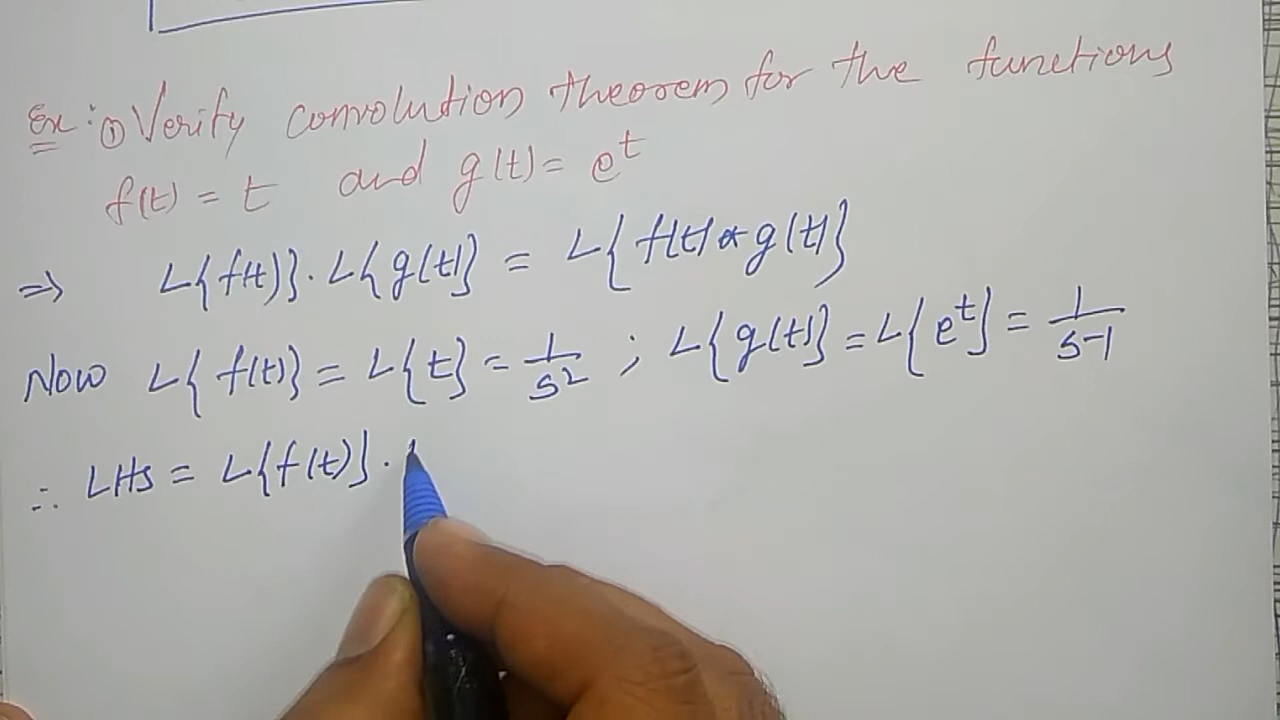 Ex: ① Verify convolution theorem for the functions
f(t) = t and g(t) = e^t
⇒ L{f(t)}. L{g(t)} = L{f(t) * g(t)}
Now L{f(t)} = L{t} = 1/s² ; L{g(t)} = L{e^t} = 1/s-1
∴ LHS = L{f(t)} .